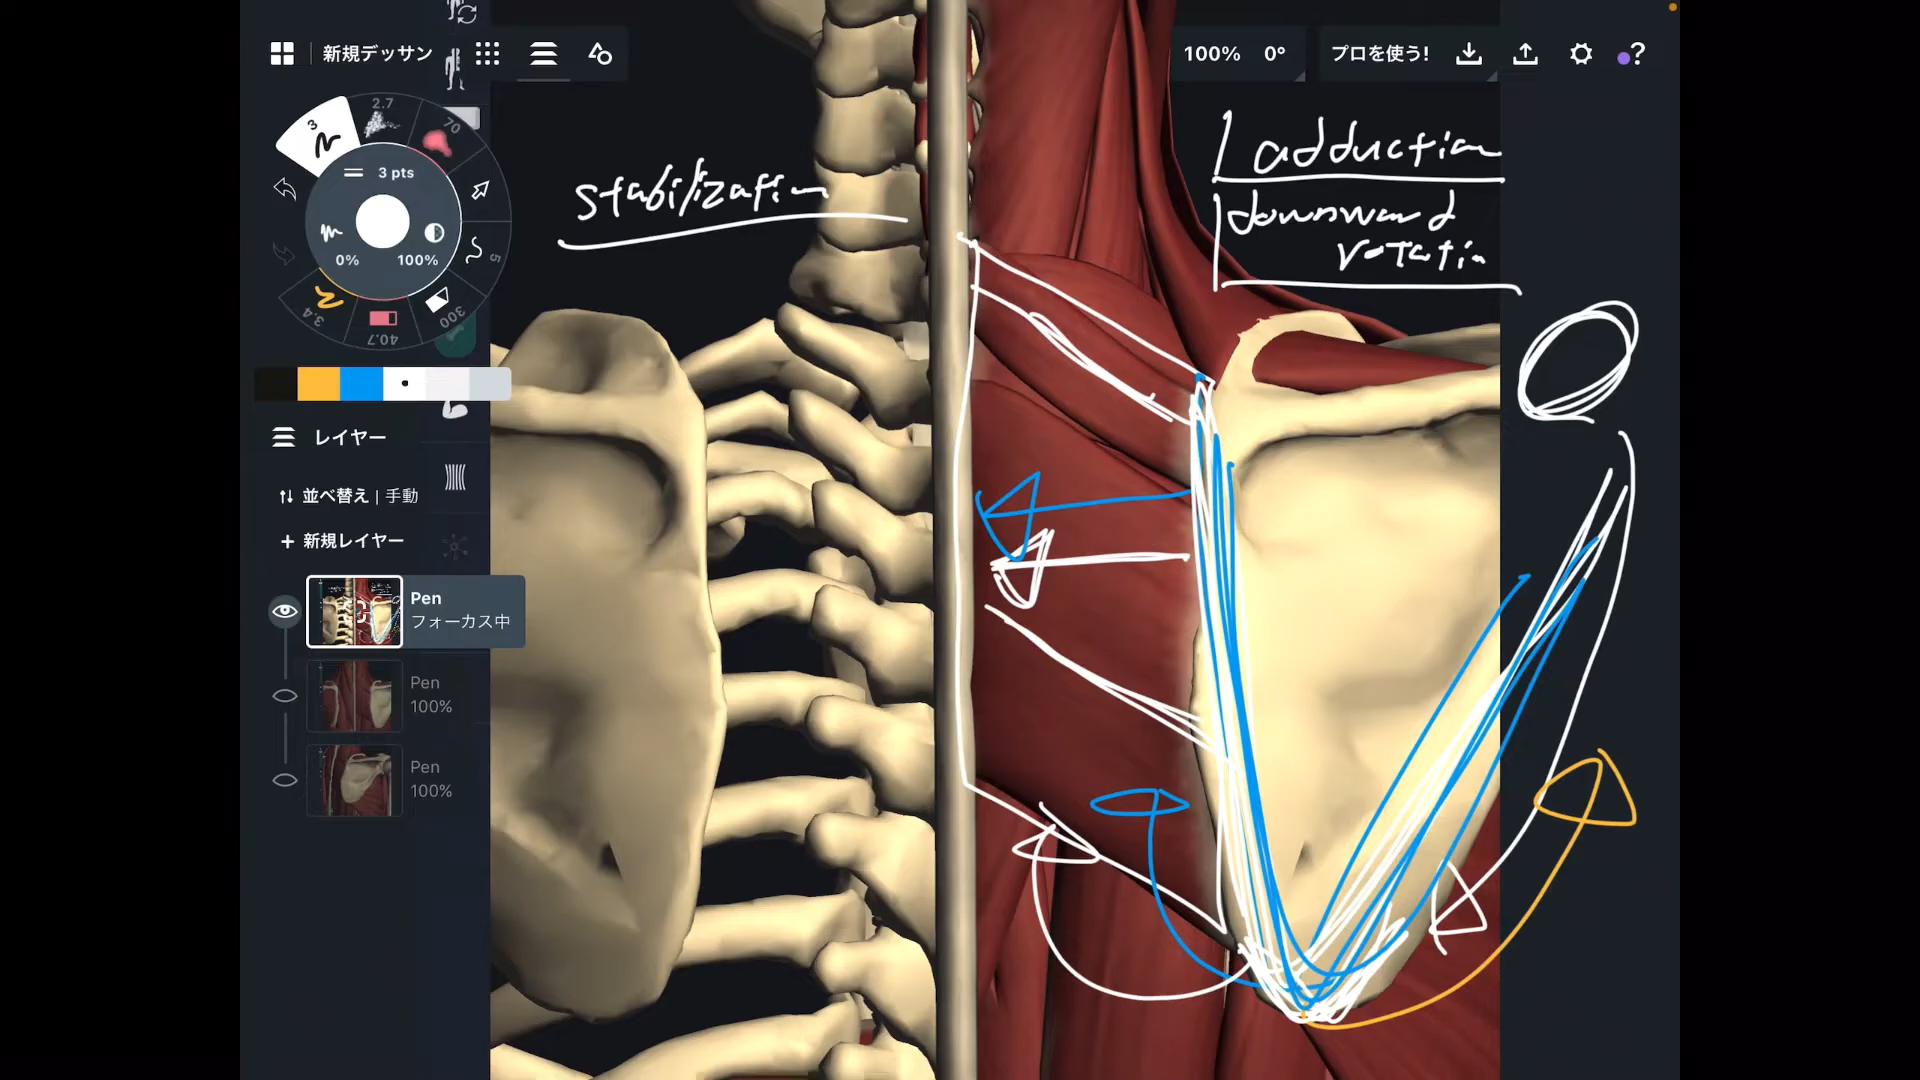 新規デッサン
100% 0° プロを使う! ?
2.7
3
70
3 pts
0% 100%
5
3.4
40.7
300
stabilization
adduction
downward
rotation
レイヤー
並べ替え | 手動
+ 新規レイヤー
Pen
フォーカス中
Pen
100%
Pen
100%